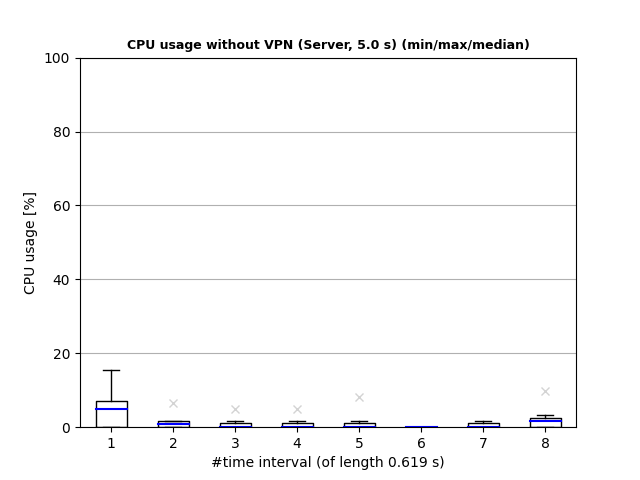 CPU usage without VPN (Server, 5.0 s) (min/max/median)
100
80
60
40
20
0
CPU usage [%]
1 2 3 4 5 6 7 8
#time interval (of length 0.619 s)